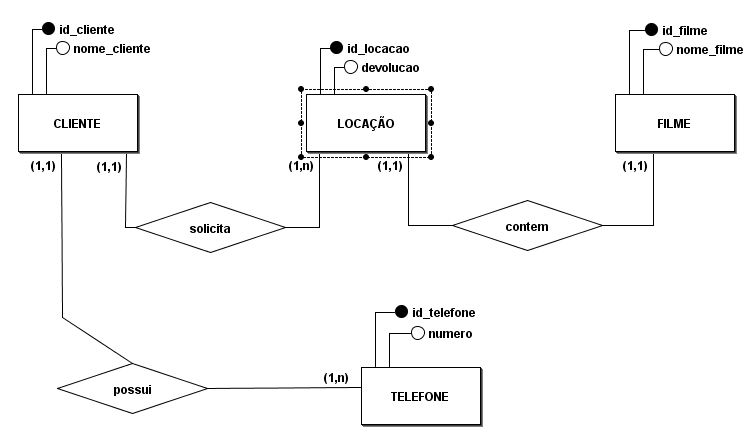 id_cliente
nome_cliente
id_locacao
devolucao
id_filme
nome_filme
CLIENTE
LOCAÇÃO
FILME
(1,1)
(1,1)
(1,n)
(1,1)
(1,1)
solicita
contem
id_telefone
numero
possui
(1,n)
TELEFONE